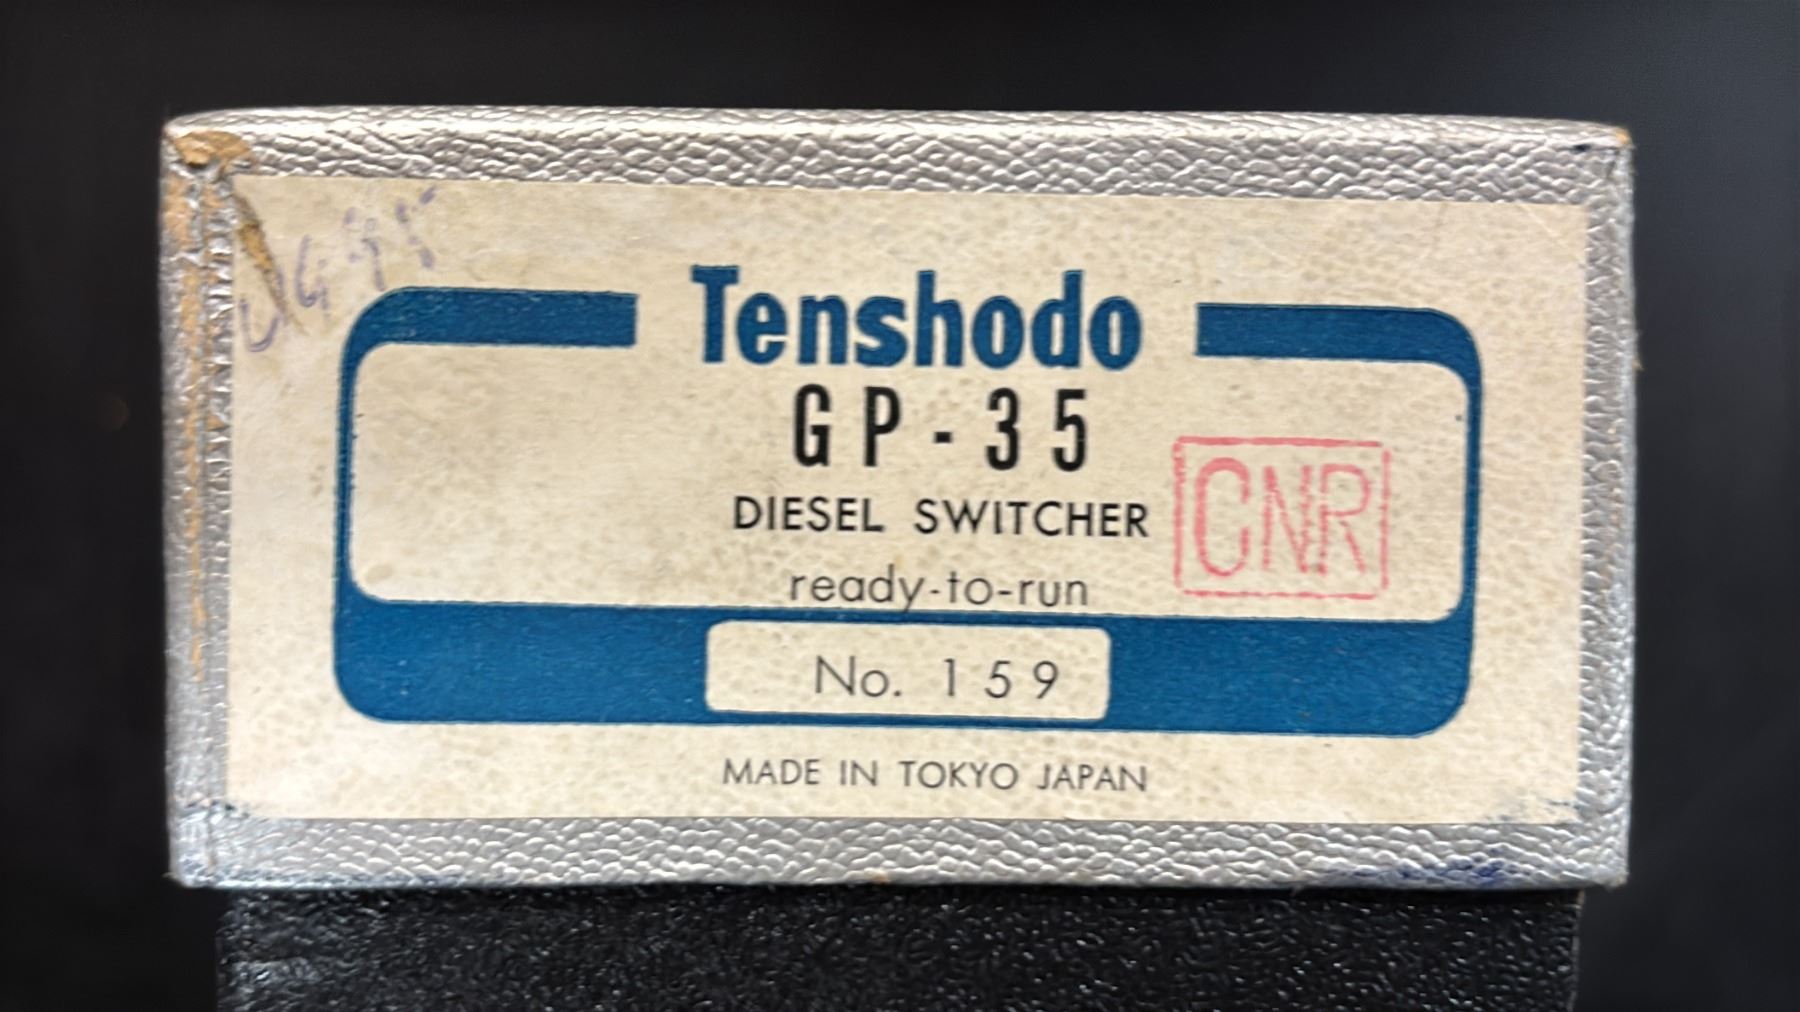 Tenshodo
GP-35
DIESEL SWITCHER
CNR
ready-to-run
No. 159
MADE IN TOKYO JAPAN